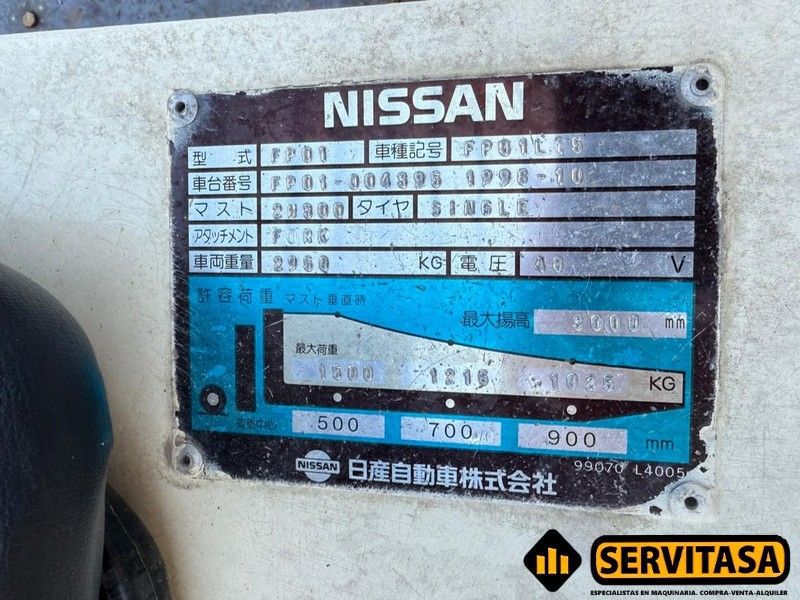 NISSAN
型式 FP01 車種記号 FP01L15
車台番号 FP01-004396 1998-10
マスト 2W300 タイヤ SINGLE
アタッチメント FORK
車両重量 2960 KG 電圧 48 V
許容荷重 マスト垂直時
最大揚高 3000 mm
最大荷重
1500 1215 1025 KG
荷重中心 500 700 900 mm
NISSAN 日産自動車株式会社
99070 L4005
SERVITASA
ESPECIALISTAS EN MAQUINARIA. COMPRA-VENTA-ALQUILER